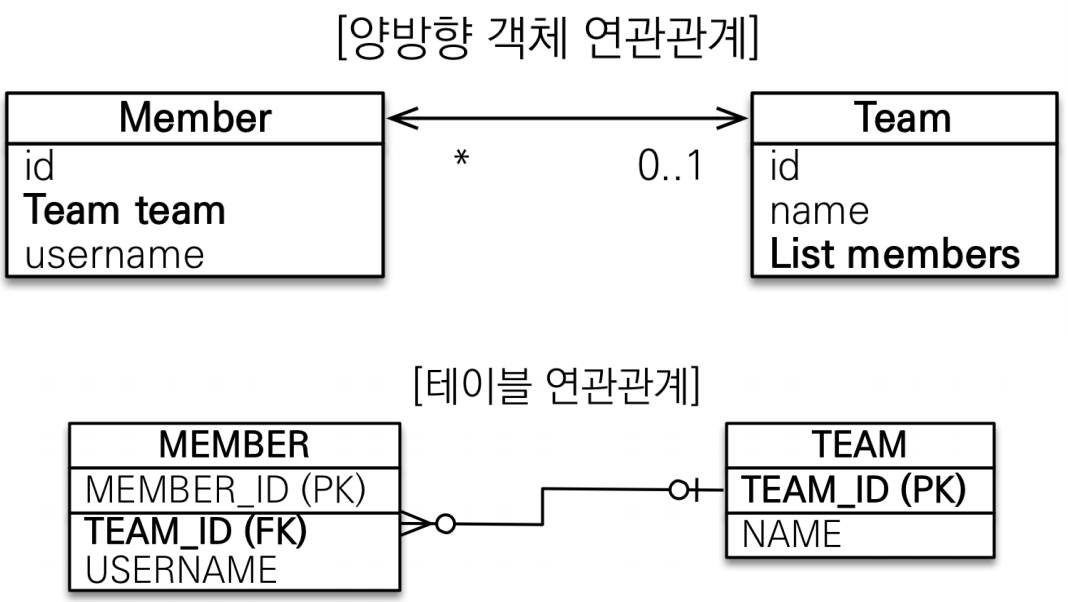 [양방향 객체 연관관계]
Member
id
Team team
username
* 0..1
Team
id
name
List members
[테이블 연관관계]
MEMBER
MEMBER_ID (PK)
TEAM_ID (FK)
USERNAME
TEAM
TEAM_ID (PK)
NAME